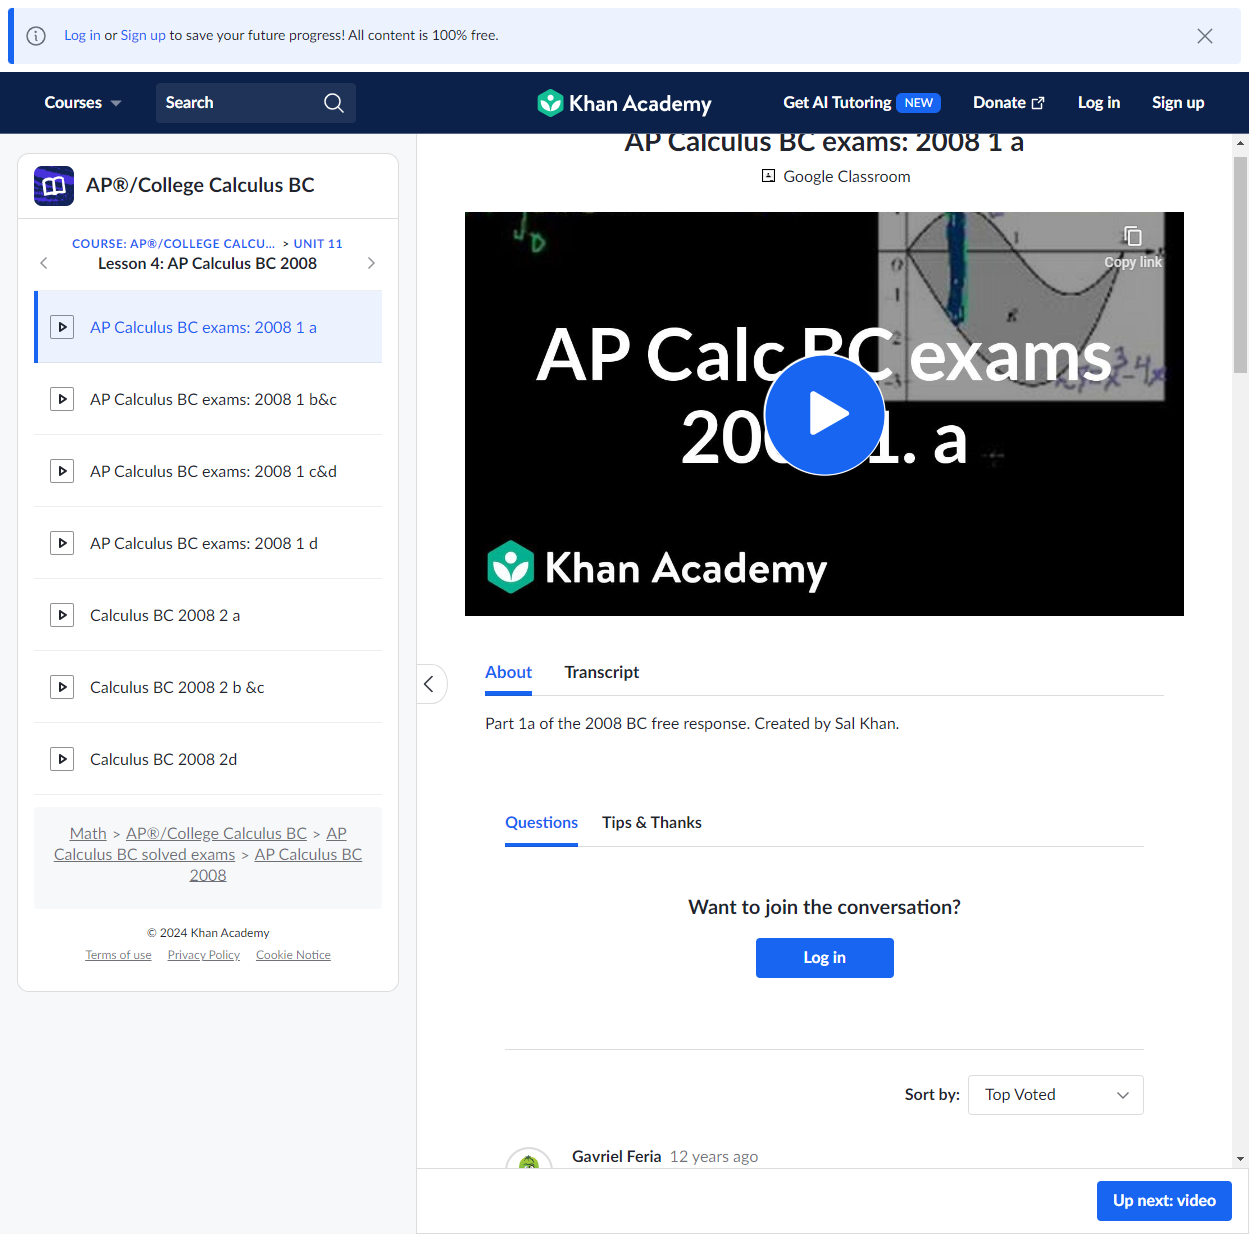 Log in or Sign up to save your future progress! All content is 100% free.
Courses
Search
Khan Academy
Get AI Tutoring NEW
Donate
Log in
Sign up
AP®/College Calculus BC
COURSE: AP®/COLLEGE CALCU... > UNIT 11
Lesson 4: AP Calculus BC 2008
AP Calculus BC exams: 2008 1 a
AP Calculus BC exams: 2008 1 b&c
AP Calculus BC exams: 2008 1 c&d
AP Calculus BC exams: 2008 1 d
Calculus BC 2008 2 a
Calculus BC 2008 2 b &c
Calculus BC 2008 2d
Math > AP®/College Calculus BC > AP
Calculus BC solved exams > AP Calculus BC
2008
© 2024 Khan Academy
Terms of use Privacy Policy Cookie Notice
AP Calculus BC exams: 2008 1 a
Google Classroom
Copy link
O
1
-1
R
-2
-3
AP Calc BC exams
1. a
Khan Academy
About
Transcript
Part 1a of the 2008 BC free response. Created by Sal Khan.
Questions
Tips & Thanks
Want to join the conversation?
Log in
Sort by:
Top Voted
Gavriel Feria 12 years ago
Up next: video